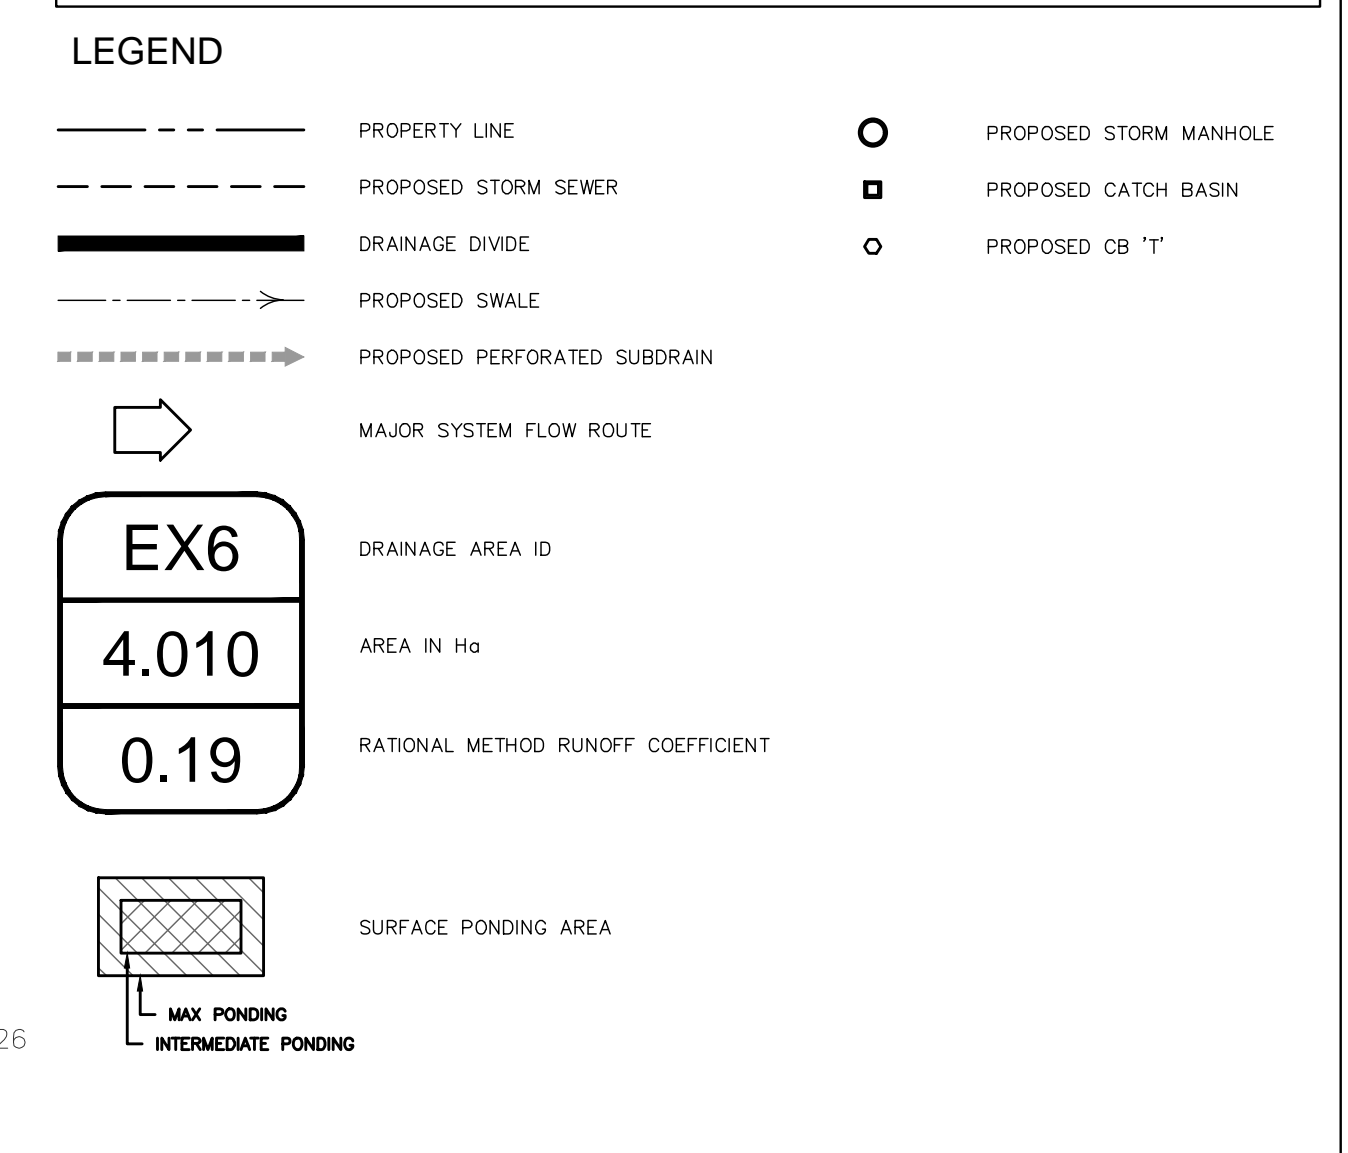 LEGEND
PROPERTY LINE
PROPOSED STORM SEWER
DRAINAGE DIVIDE
PROPOSED SWALE
PROPOSED PERFORATED SUBDRAIN
MAJOR SYSTEM FLOW ROUTE
EX6
DRAINAGE AREA ID
4.010
AREA IN Ha
0.19
RATIONAL METHOD RUNOFF COEFFICIENT
SURFACE PONDING AREA
MAX PONDING
INTERMEDIATE PONDING
26
PROPOSED STORM MANHOLE
PROPOSED CATCH BASIN
PROPOSED CB 'T'